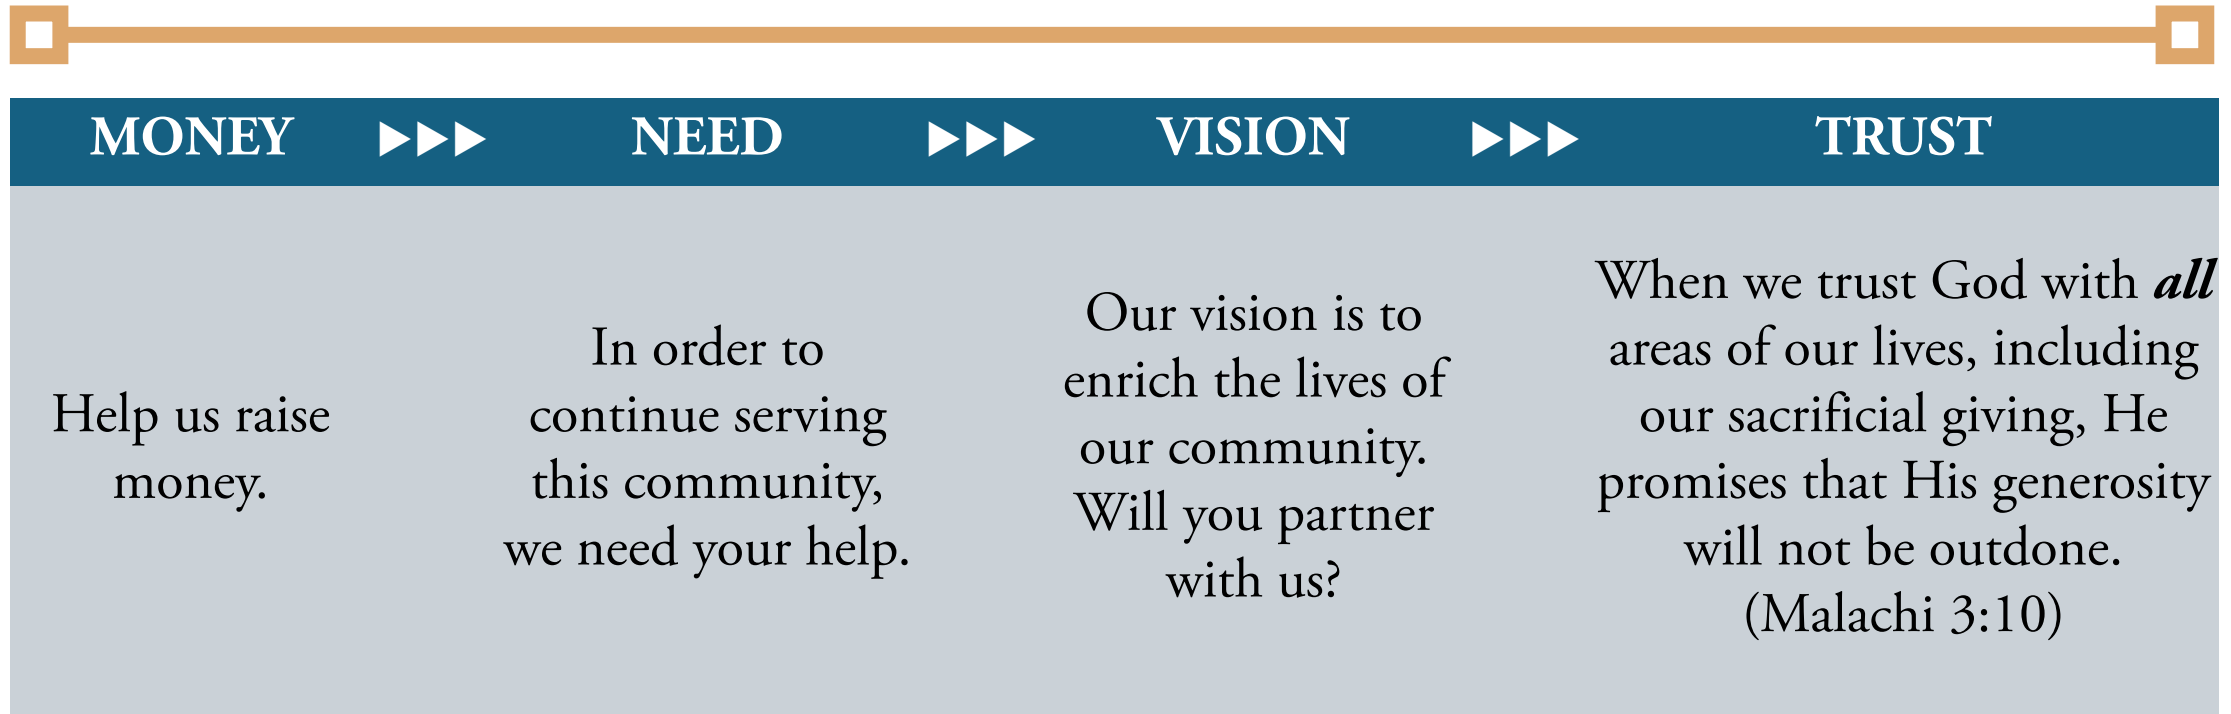 MONEY ▶▶▶ NEED ▶▶▶ VISION ▶▶▶ TRUST
Help us raise
money.
In order to
continue serving
this community,
we need your help.
Our vision is to
enrich the lives of
our community.
Will you partner
with us?
When we trust God with all
areas of our lives, including
our sacrificial giving, He
promises that His generosity
will not be outdone.
(Malachi 3:10)